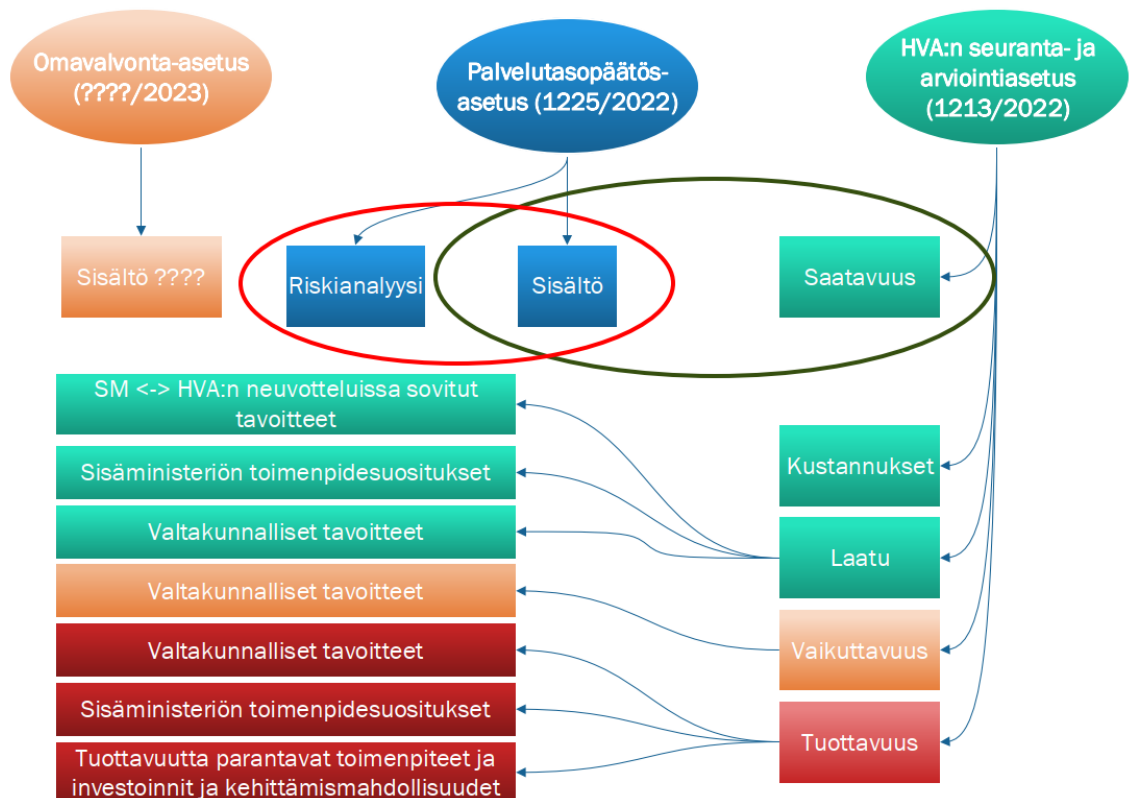 Omavalvonta-asetus
(????/2023)
Palvelutasopäätös-
asetus (1225/2022)
HVA:n seuranta- ja
arviointiasetus
(1213/2022)
Sisältö ????
Riskianalyysi
Sisältö
Saatavuus
SM <-> HVA:n neuvotteluissa sovitut
tavoitteet
Sisäministeriön toimenpidesuositukset
Valtakunnalliset tavoitteet
Valtakunnalliset tavoitteet
Valtakunnalliset tavoitteet
Sisäministeriön toimenpidesuositukset
Tuottavuutta parantavat toimenpiteet ja
investoinnit ja kehittämismahdollisuudet
Kustannukset
Laatu
Vaikuttavuus
Tuottavuus